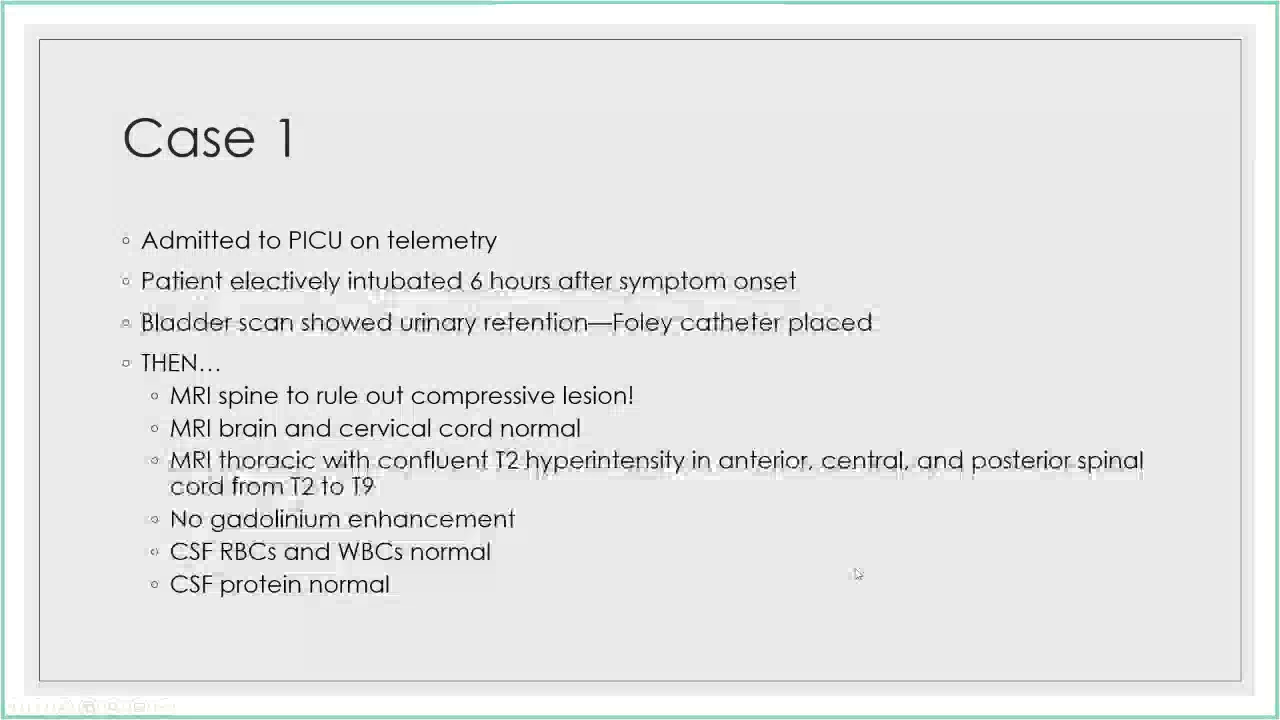 Case 1
Admitted to PICU on telemetry
Patient electively intubated 6 hours after symptom onset
Bladder scan showed urinary retention—Foley catheter placed
THEN…
MRI spine to rule out compressive lesion!
MRI brain and cervical cord normal
MRI thoracic with confluent T2 hyperintensity in anterior, central, and posterior spinal
cord from T2 to T9
No gadolinium enhancement
CSF RBCs and WBCs normal
CSF protein normal